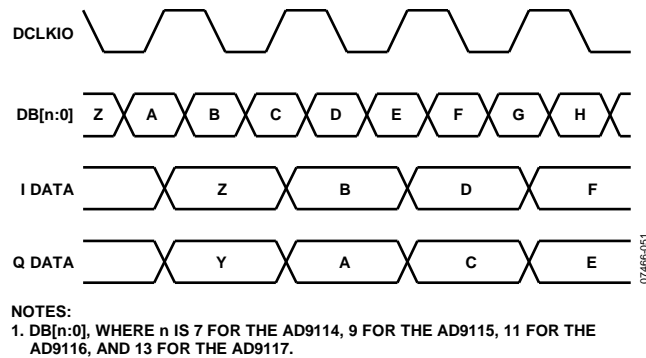 DCLKIO
DB[n:0] Z A B C D E F G H
I DATA Z B D F
Q DATA Y A C E
07466-051
NOTES:
1. DB[n:0], WHERE n IS 7 FOR THE AD9114, 9 FOR THE AD9115, 11 FOR THE
AD9116, AND 13 FOR THE AD9117.